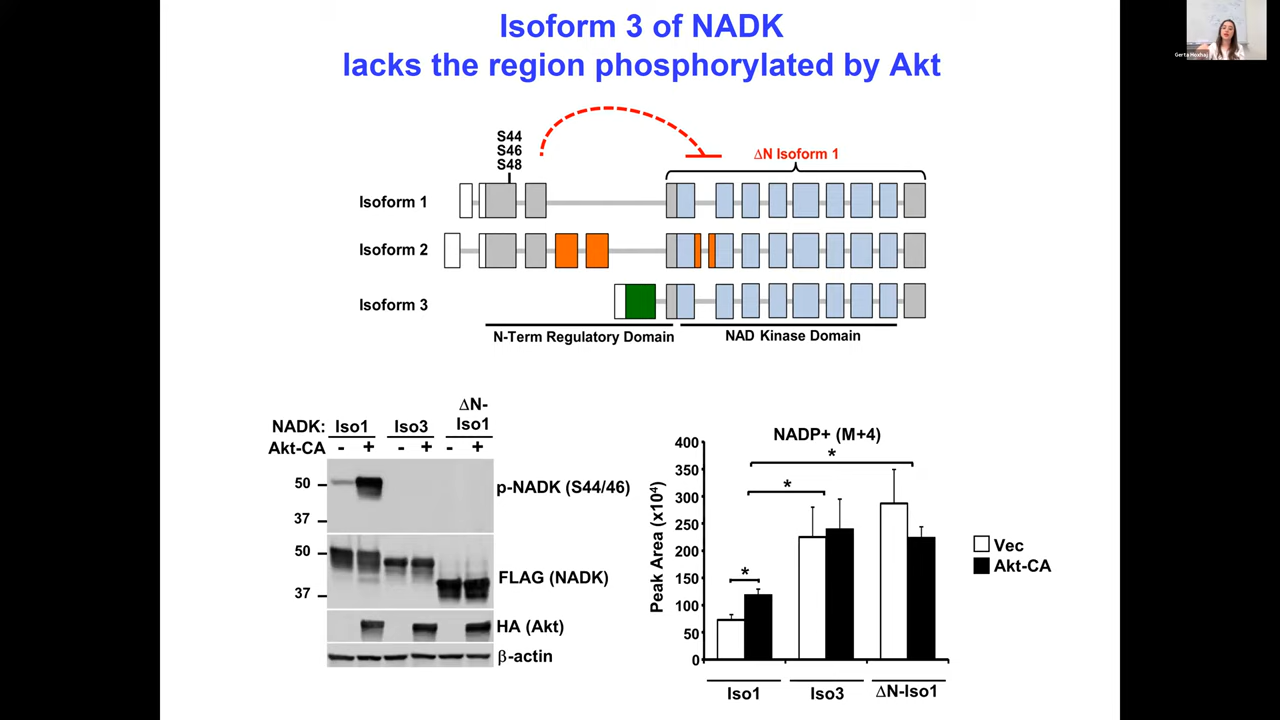 Isoform 3 of NADK
lacks the region phosphorylated by Akt
S44
S46
S48
ΔN Isoform 1
Isoform 1
Isoform 2
Isoform 3
N-Term Regulatory Domain
NAD Kinase Domain
NADK: Iso1 Iso3 ΔN-Iso1
Akt-CA - + - + - +
50
37
p-NADK (S44/46)
50
37
FLAG (NADK)
HA (Akt)
β-actin
NADP+ (M+4)
Peak Area (x10⁴)
400
350
300
250
200
150
100
50
0
*
*
*
Iso1 Iso3 ΔN-Iso1
Vec
Akt-CA